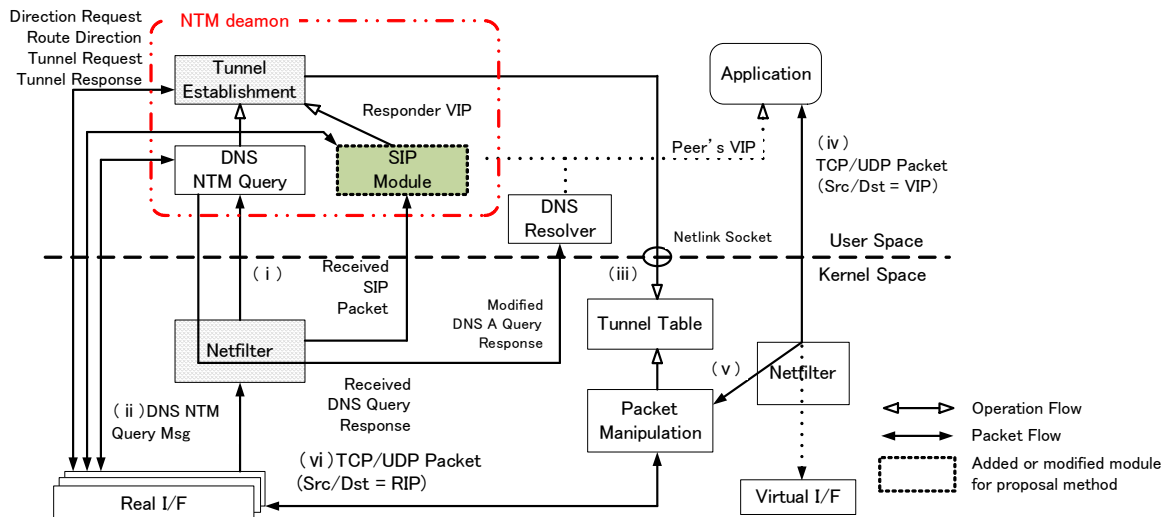 Direction Request
Route Direction
Tunnel Request
Tunnel Response
NTM deamon
Tunnel
Establishment
Responder VIP
DNS
NTM Query
SIP
Module
Application
Peer's VIP
(iv)
TCP/UDP Packet
(Src/Dst = VIP)
DNS
Resolver
Netlink Socket
User Space
Kernel Space
(i)
Received
SIP
Packet
(iii)
Modified
DNS A Query
Response
Tunnel Table
Netfilter
Netfilter
(v)
Received
DNS Query
Response
(ii)DNS NTM
Query Msg
Packet
Manipulation
(vi)TCP/UDP Packet
(Src/Dst = RIP)
Real I/F
Virtual I/F
Operation Flow
Packet Flow
Added or modified module
for proposal method